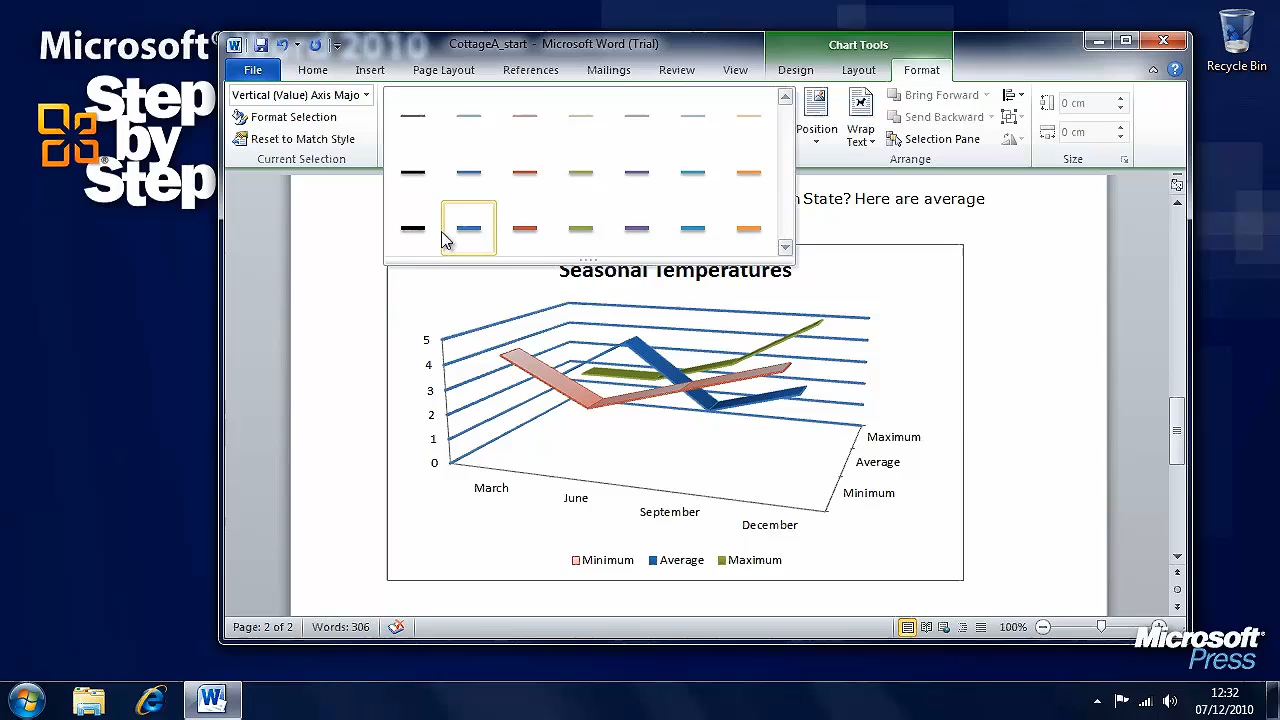 Microsoft
Word 2010
Step
by
Step
CottageA_start - Microsoft Word (Trial)
Chart Tools
File
Home
Insert
Page Layout
References
Mailings
Review
View
Design
Layout
Format
Vertical (Value) Axis Majo
Format Selection
Reset to Match Style
Current Selection
Position
Wrap
Text
Bring Forward
Send Backward
Selection Pane
Arrange
0 cm
0 cm
Size
State? Here are average
Seasonal Temperatures
5
4
3
2
1
0
March
June
September
December
Maximum
Average
Minimum
Minimum Average Maximum
Page: 2 of 2
Words: 306
100%
Microsoft
Press
Recycle Bin
12:32
07/12/2010